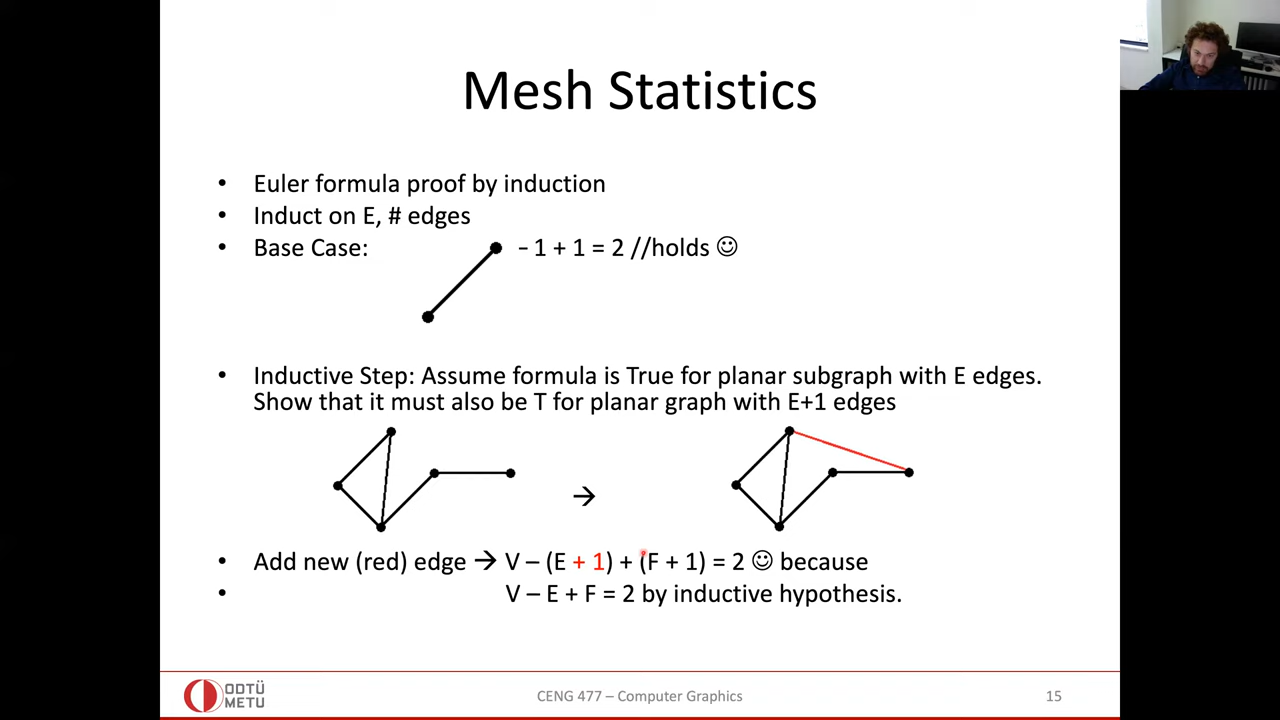 Mesh Statistics
• Euler formula proof by induction
• Induct on E, # edges
• Base Case: - 1 + 1 = 2 //holds ☺
• Inductive Step: Assume formula is True for planar subgraph with E edges.
Show that it must also be T for planar graph with E+1 edges
→
• Add new (red) edge → V – (E + 1) + (F + 1) = 2 ☺ because
• V – E + F = 2 by inductive hypothesis.
ODTÜ
METU
CENG 477 – Computer Graphics
15